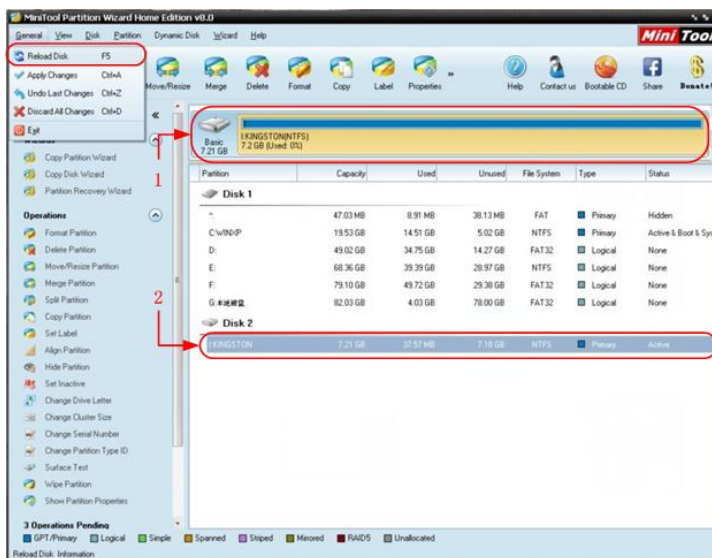 MiniTool Partition Wizard Home Edition v8.0
General View Disk Partition Dynamic Disk Wizard Help
Mini Tool
Reload Disk F5
Apply Changes Ctrl+A
Undo Last Changes Ctrl+Z
Discard All Changes Ctrl+D
Exit
Move/Resize Merge Delete Format Copy Label Properties » Help Contact us Bootable CD Share Donate!
«
Basic
7.21 GB
I:KINGSTON(NTFS)
7.2 GB (Used: 0%)
1
Copy Partition Wizard
Copy Disk Wizard
Partition Recovery Wizard
Operations
Format Partition
Delete Partition
Move/Resize Partition
Merge Partition
Split Partition
Copy Partition
Set Label
Align Partition
Hide Partition
Set Inactive
Change Drive Letter
Change Cluster Size
Change Serial Number
Change Partition Type ID
Surface Test
Wipe Partition
Show Partition Properties
3 Operations Pending
2
Partition Capacity Used Unused File System Type Status
Disk 1
*: 47.03 MB 8.91 MB 38.13 MB FAT Primary Hidden
C:WINXP 19.53 GB 14.51 GB 5.02 GB NTFS Primary Active & Boot & Sys
D: 49.02 GB 34.75 GB 14.27 GB FAT32 Logical None
E: 68.36 GB 39.39 GB 28.97 GB NTFS Logical None
F: 79.10 GB 49.72 GB 29.38 GB FAT32 Logical None
G:本地磁盘 82.03 GB 4.03 GB 78.00 GB FAT32 Logical None
Disk 2
I:KINGSTON 7.21 GB 37.57 MB 7.18 GB NTFS Primary Active
GPT/Primary Logical Simple Spanned Striped Mirrored RAID5 Unallocated
Reload Disk Information